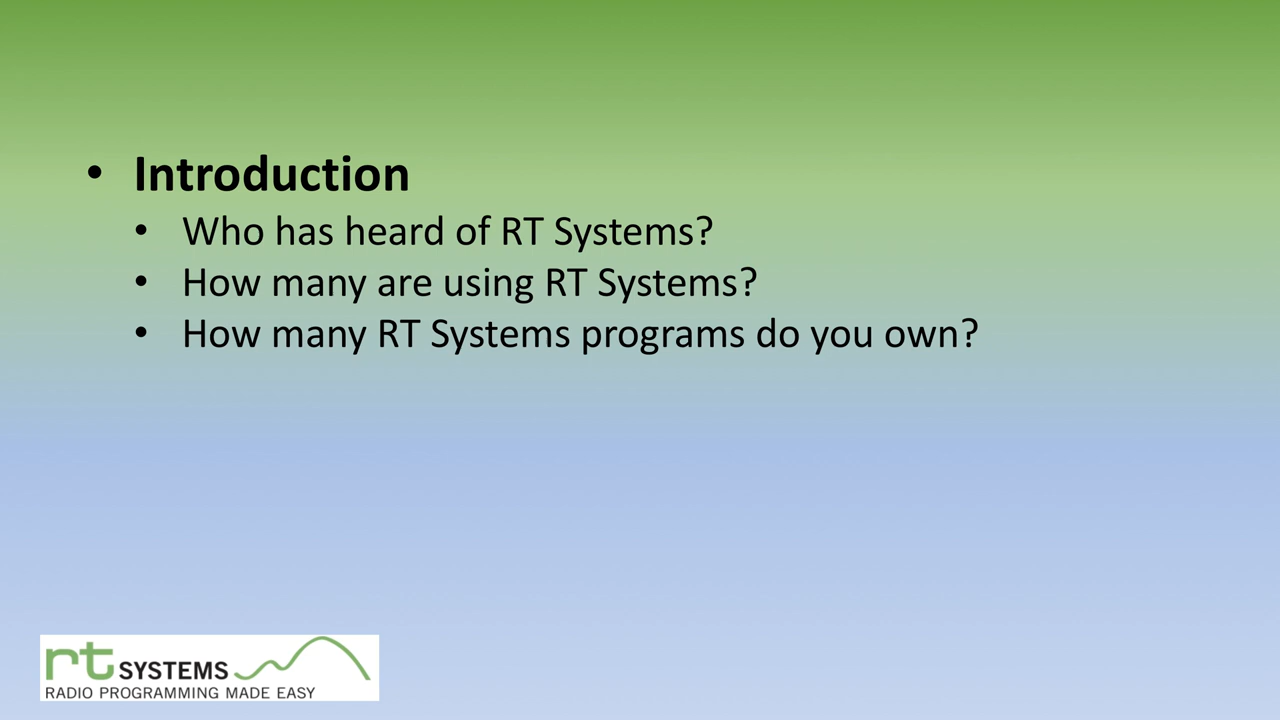 • Introduction
• Who has heard of RT Systems?
• How many are using RT Systems?
• How many RT Systems programs do you own?
rt SYSTEMS
RADIO PROGRAMMING MADE EASY